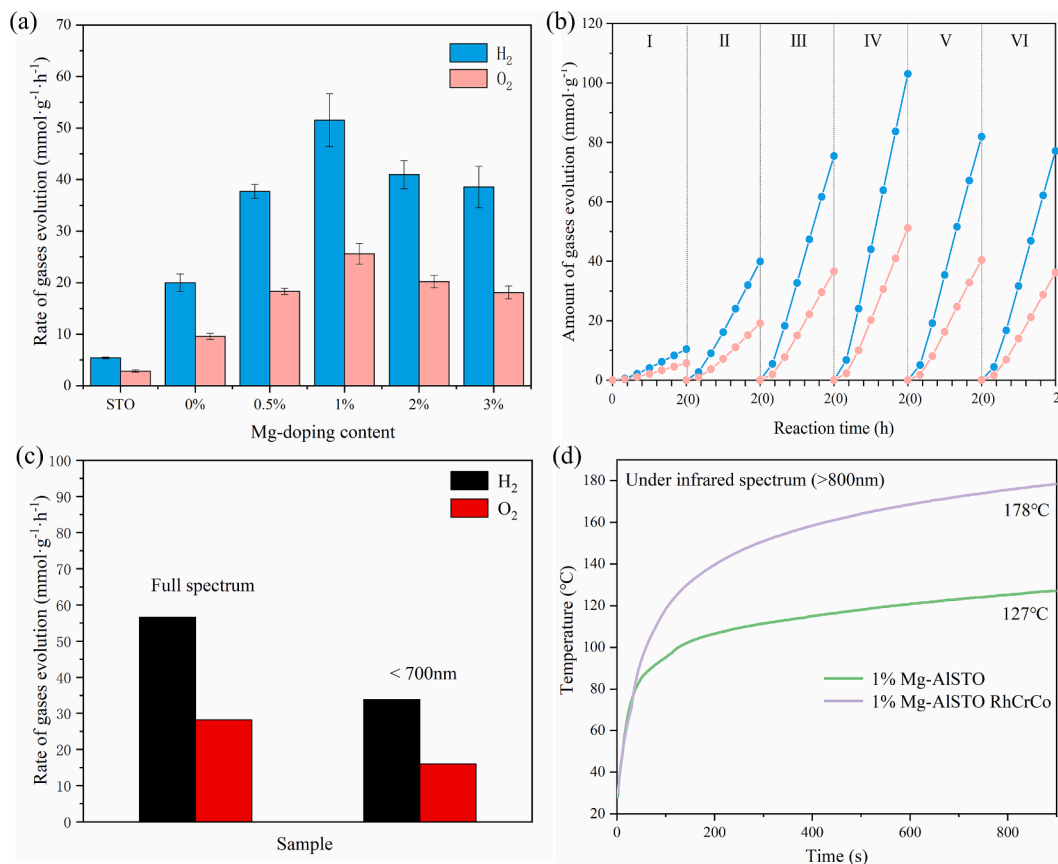 (a)
Rate of gases evolution (mmol·g⁻¹·h⁻¹)
70
60
50
40
30
20
10
0
H₂
O₂
STO 0% 0.5% 1% 2% 3%
Mg-doping content
(b)
Amount of gases evolution (mmol·g⁻¹)
120
100
80
60
40
20
0
I II III IV V VI
0 2(0) 2(0) 2(0) 2(0) 2(0) 2
Reaction time (h)
(c)
Rate of gases evolution (mmol·g⁻¹·h⁻¹)
100
90
80
70
60
50
40
30
20
10
0
H₂
O₂
Full spectrum
< 700nm
Sample
(d)
Temperature (℃)
180
160
140
120
100
80
60
40
20
Under infrared spectrum (>800nm)
178℃
127℃
1% Mg-AlSTO
1% Mg-AlSTO RhCrCo
0 200 400 600 800
Time (s)